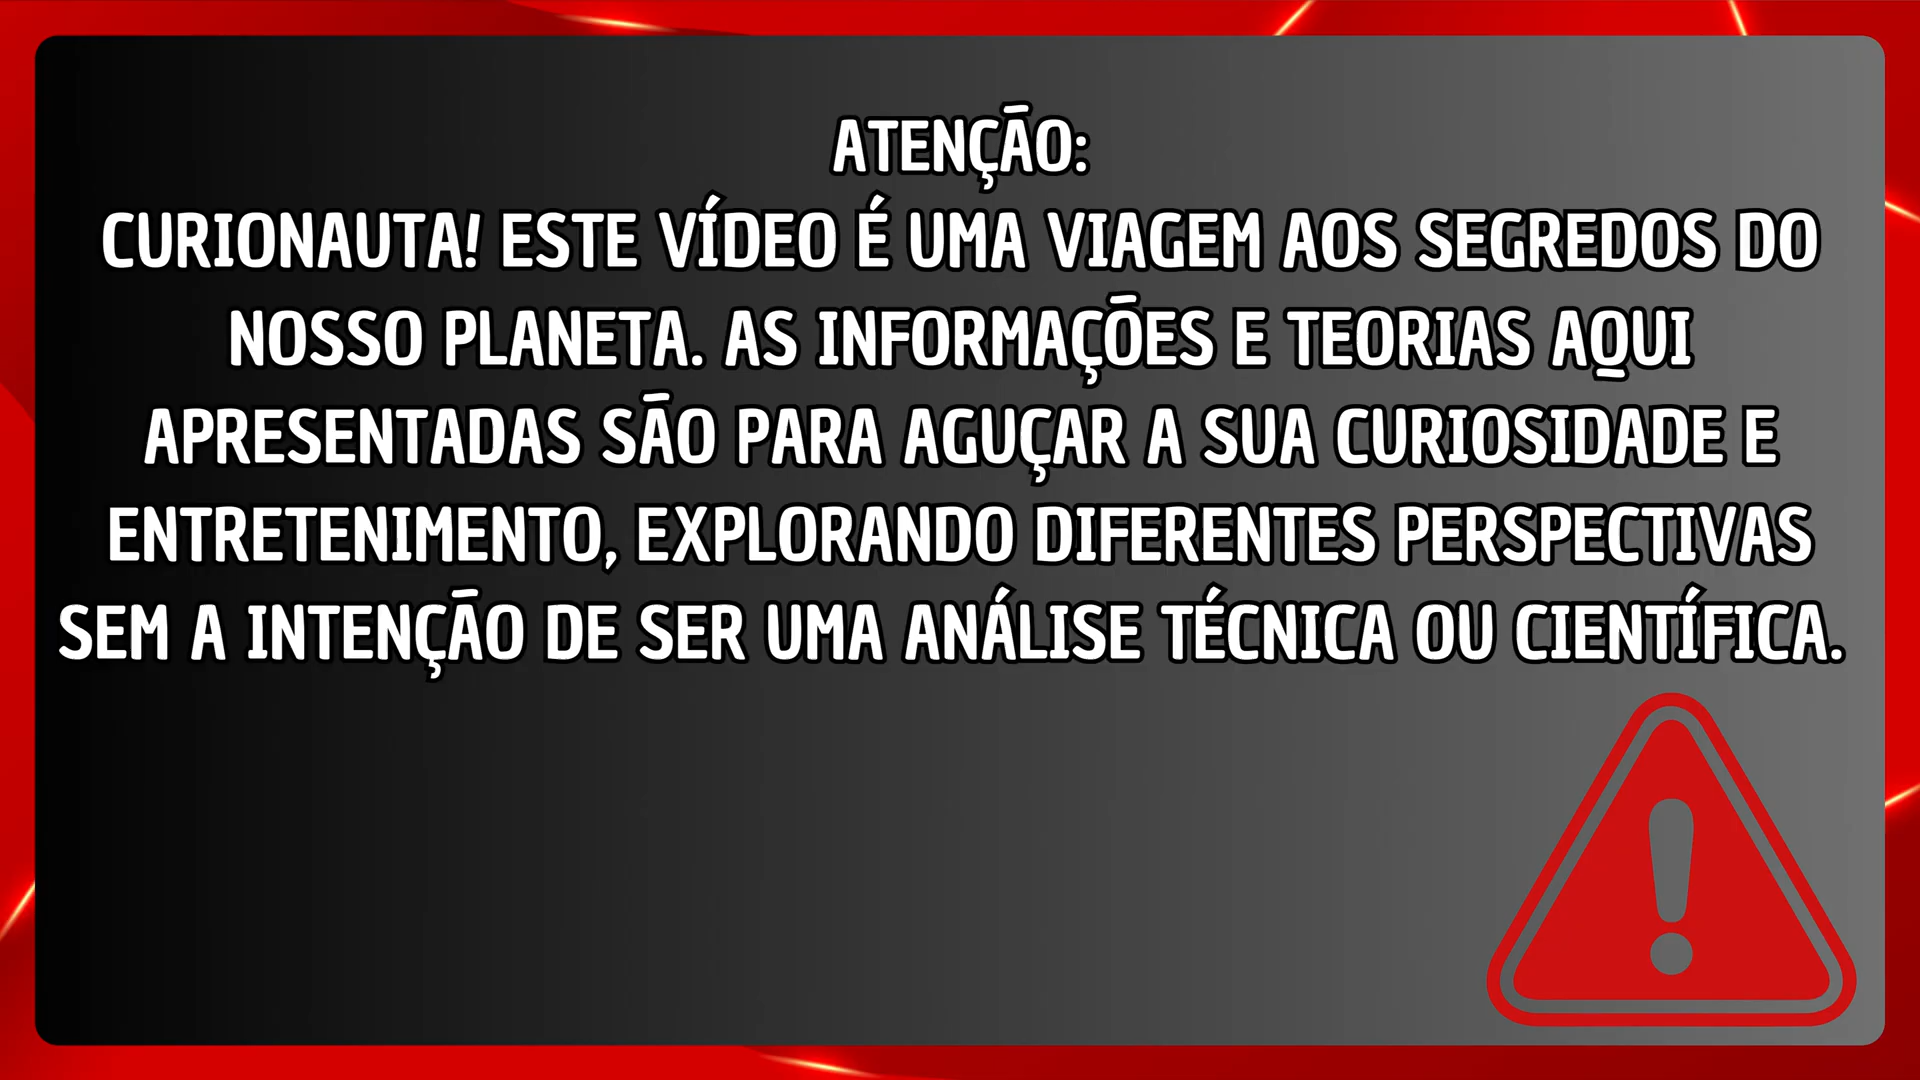 ATENÇÃO:
CURIONAUTA! ESTE VÍDEO É UMA VIAGEM AOS SEGREDOS DO
NOSSO PLANETA. AS INFORMAÇÕES E TEORIAS AQUI
APRESENTADAS SÃO PARA AGUÇAR A SUA CURIOSIDADE E
ENTRETENIMENTO, EXPLORANDO DIFERENTES PERSPECTIVAS
SEM A INTENÇÃO DE SER UMA ANÁLISE TÉCNICA OU CIENTÍFICA.